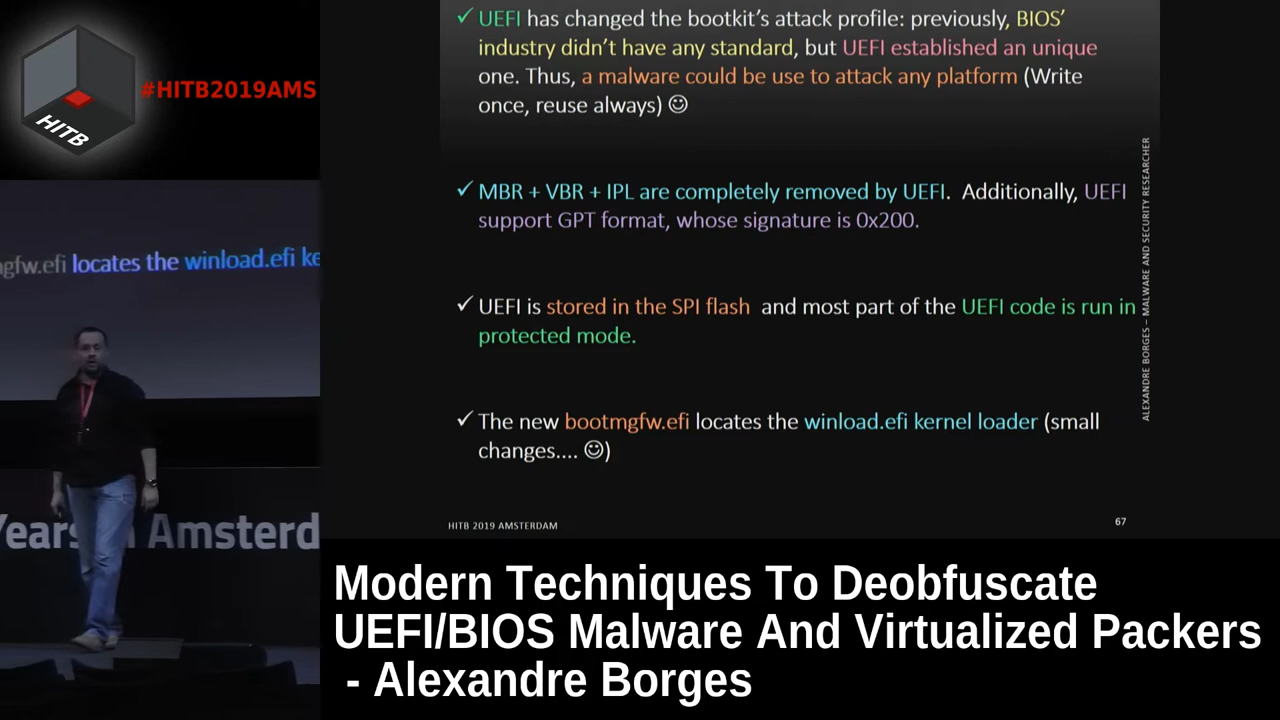 HITB
#HITB2019AMS
✓ UEFI has changed the bootkit's attack profile: previously, BIOS'
industry didn't have any standard, but UEFI established an unique
one. Thus, a malware could be use to attack any platform (Write
once, reuse always) ☺
✓ MBR + VBR + IPL are completely removed by UEFI. Additionally, UEFI
support GPT format, whose signature is 0x200.
✓ UEFI is stored in the SPI flash and most part of the UEFI code is run in
protected mode.
✓ The new bootmgfw.efi locates the winload.efi kernel loader (small
changes.... ☺)
ALEXANDRE BORGES – MALWARE AND SECURITY RESEARCHER
HITB 2019 AMSTERDAM
67
gfw.efi locates the winload.efi ke
Years Amsterd
Modern Techniques To Deobfuscate
UEFI/BIOS Malware And Virtualized Packers
- Alexandre Borges